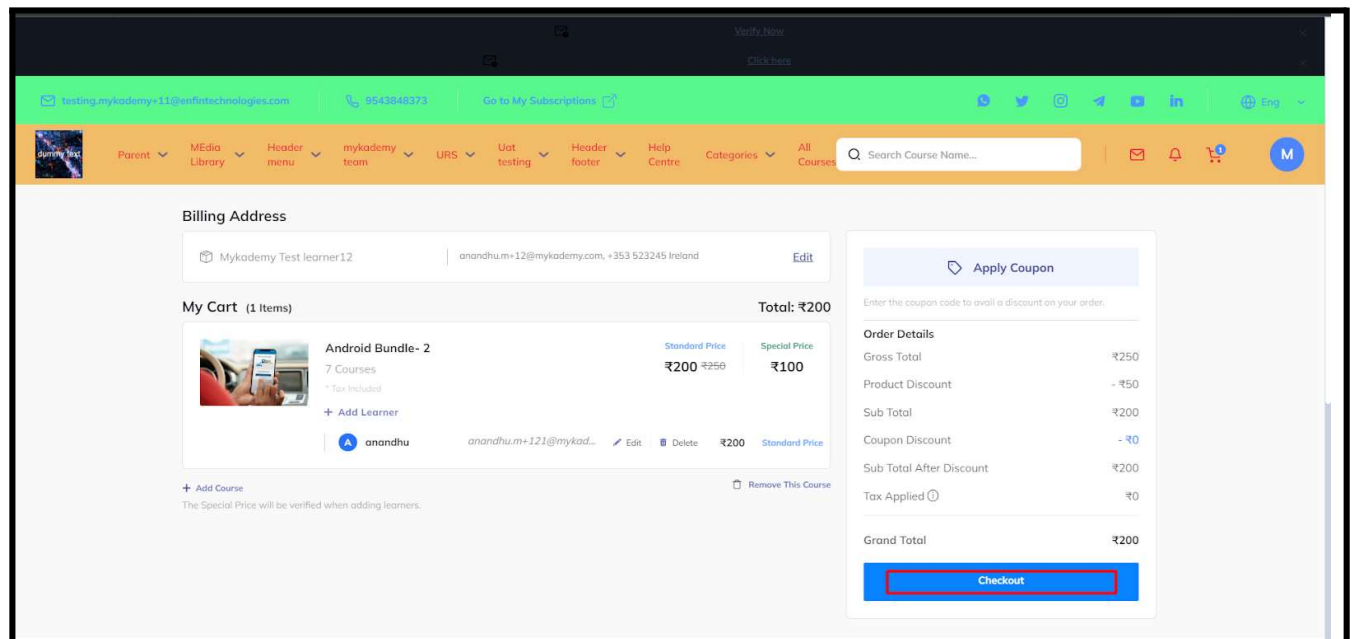 Verify Now
Click here
testing.mykademy+11@enfintechnologies.com 9543848373 Go to My Subscriptions Eng
dummy text Parent MEdia Library Header menu mykademy team URS Uat testing Header footer Help Centre Categories All Courses Search Course Name... 1 M
Billing Address
Mykademy Test learner12 anandhu.m+12@mykademy.com, +353 523245 Ireland Edit
My Cart (1 Items) Total: ₹200
Android Bundle- 2
7 Courses
* Tax Included
Standard Price Special Price
₹200 ₹250 ₹100
+ Add Learner
A anandhu anandhu.m+121@mykad... Edit Delete ₹200 Standard Price
+ Add Course Remove This Course
The Special Price will be verified when adding learners.
Apply Coupon
Enter the coupon code to avail a discount on your order.
Order Details
Gross Total ₹250
Product Discount - ₹50
Sub Total ₹200
Coupon Discount - ₹0
Sub Total After Discount ₹200
Tax Applied ₹0
Grand Total ₹200
Checkout